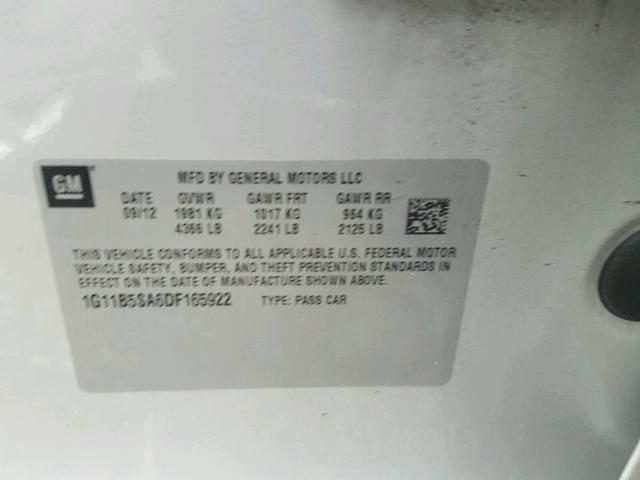 GM
MFD BY GENERAL MOTORS LLC
DATE GVWR GAWR FRT GAWR RR
09/12 1981 KG 1017 KG 964 KG
4366 LB 2241 LB 2125 LB
THIS VEHICLE CONFORMS TO ALL APPLICABLE U.S. FEDERAL MOTOR
VEHICLE SAFETY, BUMPER, AND THEFT PREVENTION STANDARDS IN
EFFECT ON THE DATE OF MANUFACTURE SHOWN ABOVE.
1G11B5SA6DF165922 TYPE: PASS CAR